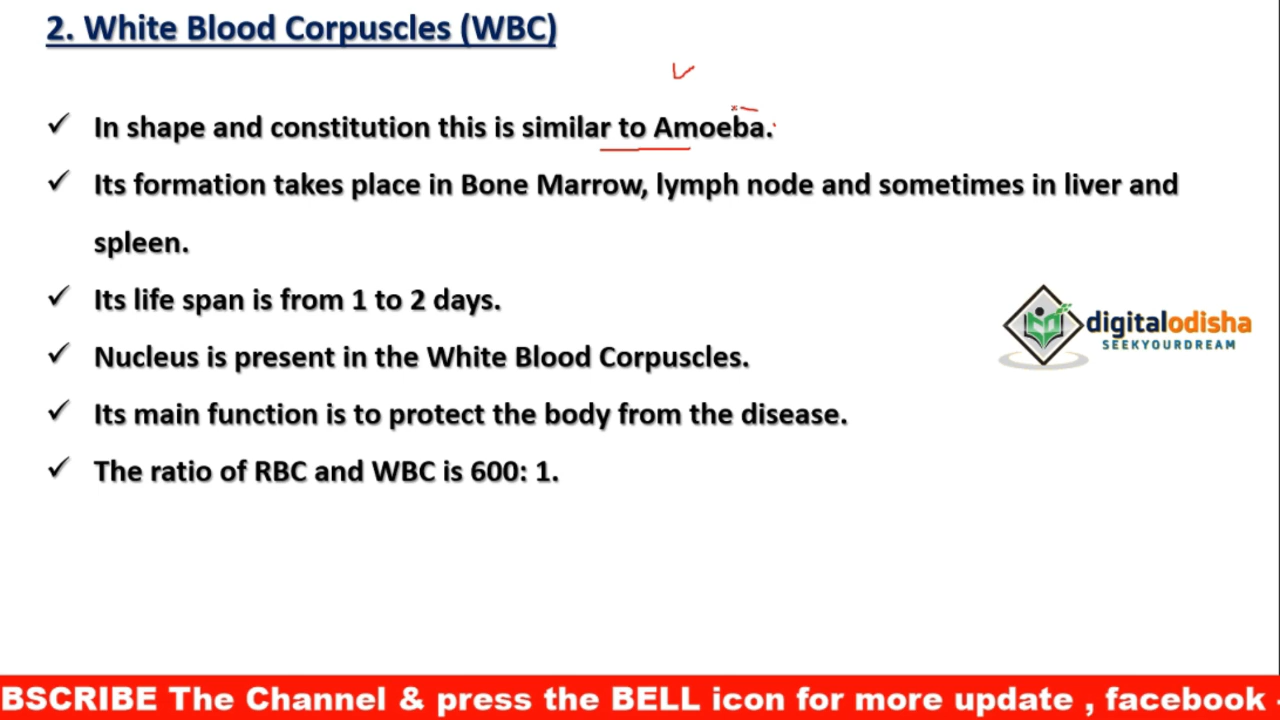 2. White Blood Corpuscles (WBC)
✓ In shape and constitution this is similar to Amoeba.
✓ Its formation takes place in Bone Marrow, lymph node and sometimes in liver and
spleen.
✓ Its life span is from 1 to 2 days.
digitalodisha
SEEKYOURDREAM
✓ Nucleus is present in the White Blood Corpuscles.
✓ Its main function is to protect the body from the disease.
✓ The ratio of RBC and WBC is 600: 1.
BSCRIBE The Channel & press the BELL icon for more update , facebook